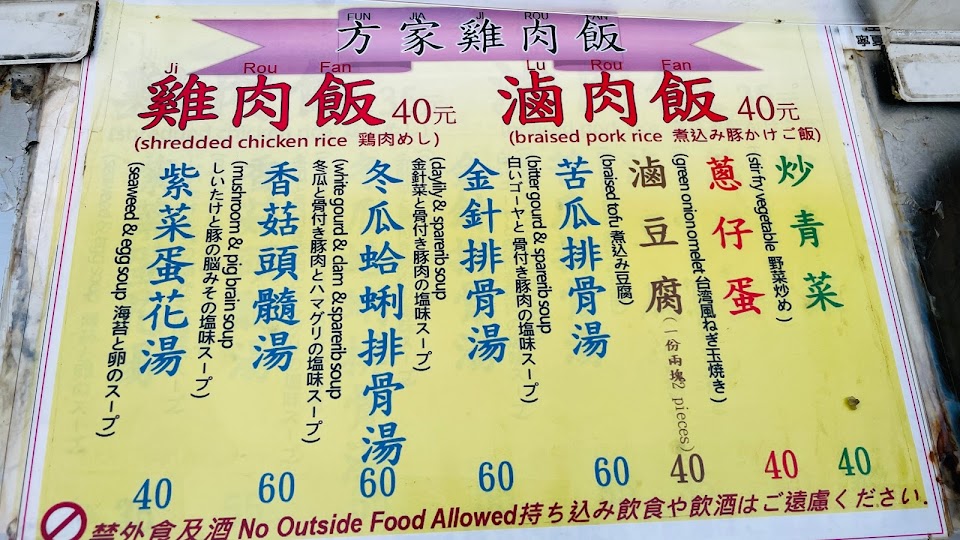 FUN JIA JI ROU FAN
方家雞肉飯
Ji Rou Fan
雞肉飯 40元
(shredded chicken rice 鶏肉めし)
Lu Rou Fan
滷肉飯 40元
(braised pork rice 煮込み豚かけご飯)
炒青菜
(stir fry vegetable 野菜炒め)
40
蔥仔蛋
(green onion omelet 台湾風ねぎ玉焼き)
40
滷豆腐(一份兩塊2 pieces)
(braised tofu 煮込み豆腐)
40
苦瓜排骨湯
(bitter gourd & sparerib soup
白いゴーヤと骨付き豚肉の塩味スープ)
60
金針排骨湯
(daylily & sparerib soup
金針菜と骨付き豚肉の塩味スープ)
60
冬瓜蛤蜊排骨湯
(white gourd & clam & sparerib soup
冬瓜と骨付き豚肉とハマグリの塩味スープ)
60
香菇頭髓湯
(mushroom & pig brain soup
しいたけと豚の脳みその塩味スープ)
60
紫菜蛋花湯
(seaweed & egg soup 海苔と卵のスープ)
40
禁外食及酒 No Outside Food Allowed持ち込み飲食や飲酒はご遠慮ください.